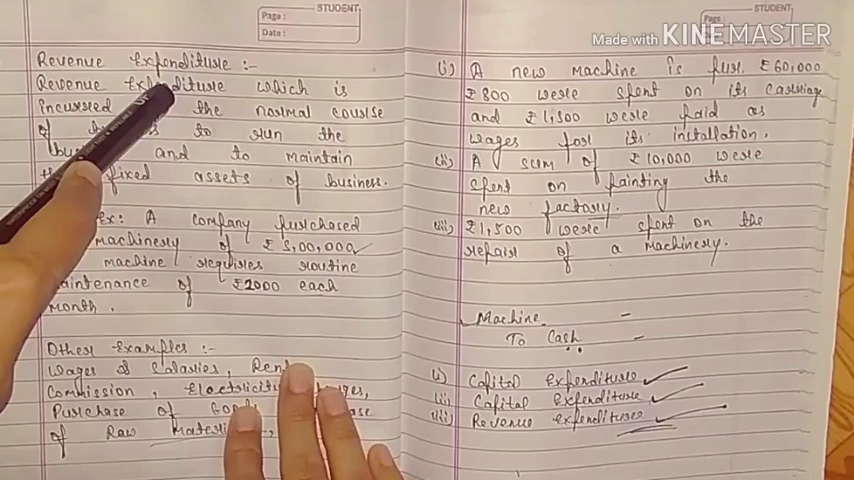 STUDENT
Page :
Date :
Revenue Expenditure :-
Revenue Expenditure which is
incurred the normal course
of to run the
and to maintain
fixed assets of business.
Ex: A company purchased
machinery of ₹ 5,00,000
machine requires routine
maintenance of ₹2000 each
month.
Other Examples :-
Wages & Salaries,
Commission,
Purchase of
of Raw
STUDENT
Page :
Made with KINEMASTER
(i) A new machine is pur. ₹ 60,000
₹ 800 were spent on its carriage
and ₹ 1,500 were paid as
wages for its installation.
(ii) A sum of ₹ 10,000 were
spent on painting the
new factory.
(iii) ₹ 1,500 were spent on the
repair of a machinery.
Machine -
To Cash -
i) Capital Expenditure
ii) Capital Expenditure
iii) Revenue Expenditure